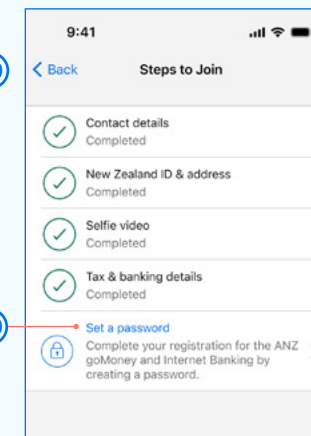 9:41
Back
Steps to Join
Contact details
Completed
New Zealand ID & address
Completed
Selfie video
Completed
Tax & banking details
Completed
Set a password
Complete your registration for the ANZ
goMoney and Internet Banking by
creating a password.